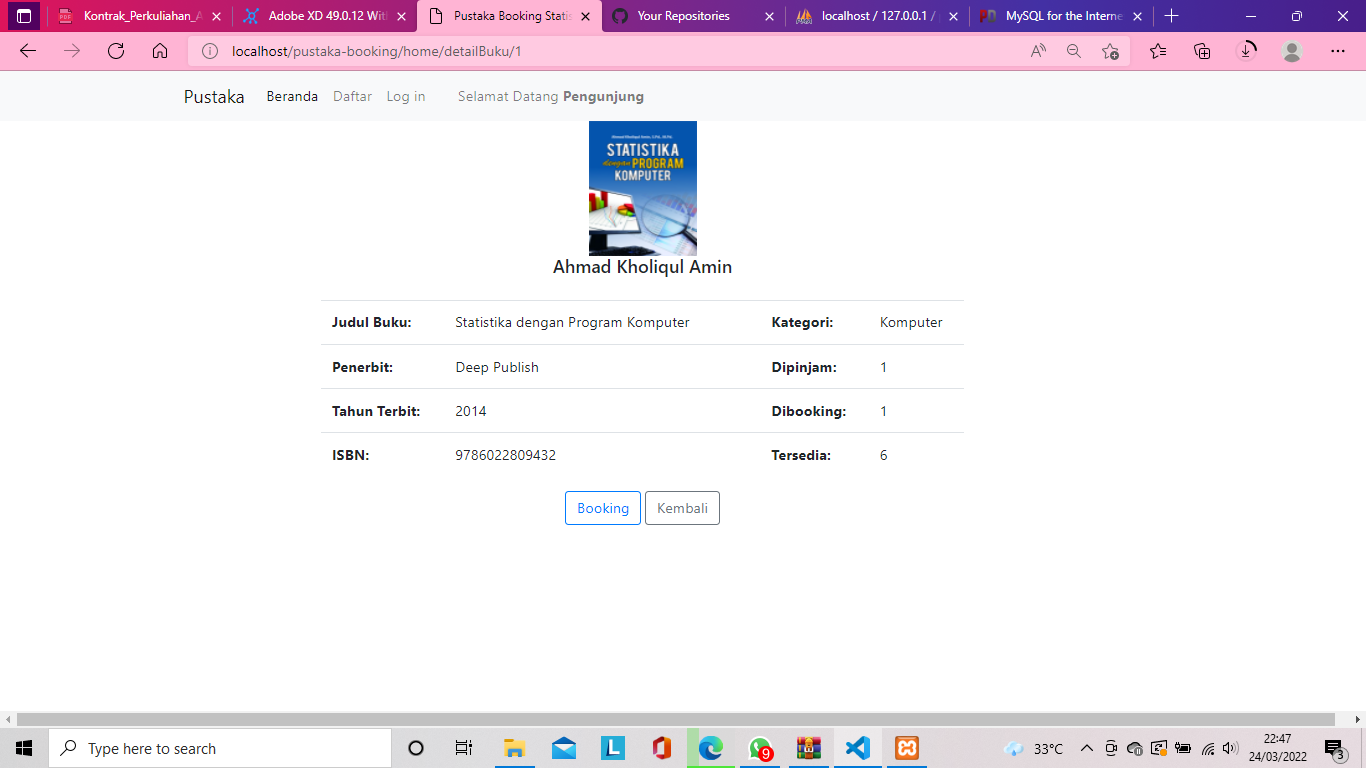 Kontrak_Perkuliahan_A
Adobe XD 49.0.12 With
Pustaka Booking Statis
Your Repositories
localhost / 127.0.0.1 /
MySQL for the Interne
localhost/pustaka-booking/home/detailBuku/1
Pustaka Beranda Daftar Log in Selamat Datang Pengunjung
Ahmad Kholiqul Amin, S.Pd., M.Pd.
STATISTIKA
dengan PROGRAM
KOMPUTER
Ahmad Kholiqul Amin
Judul Buku: Statistika dengan Program Komputer Kategori: Komputer
Penerbit: Deep Publish Dipinjam: 1
Tahun Terbit: 2014 Dibooking: 1
ISBN: 9786022809432 Tersedia: 6
Booking Kembali
Type here to search
9
33°C
22:47
24/03/2022
3